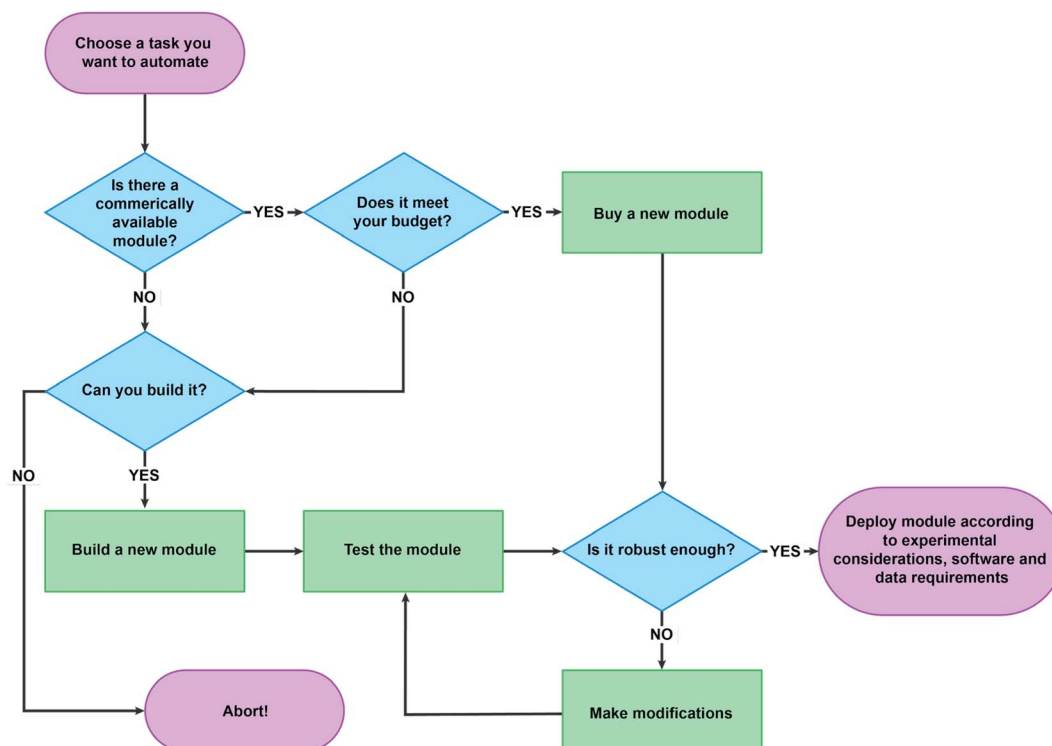 Choose a task you
want to automate
Is there a
commerically
available
module?
YES
Does it meet
your budget?
YES
Buy a new module
NO
NO
Can you build it?
NO
YES
Build a new module
Test the module
Is it robust enough?
YES
Deploy module according
to experimental
considerations, software and
data requirements
NO
Abort!
Make modifications